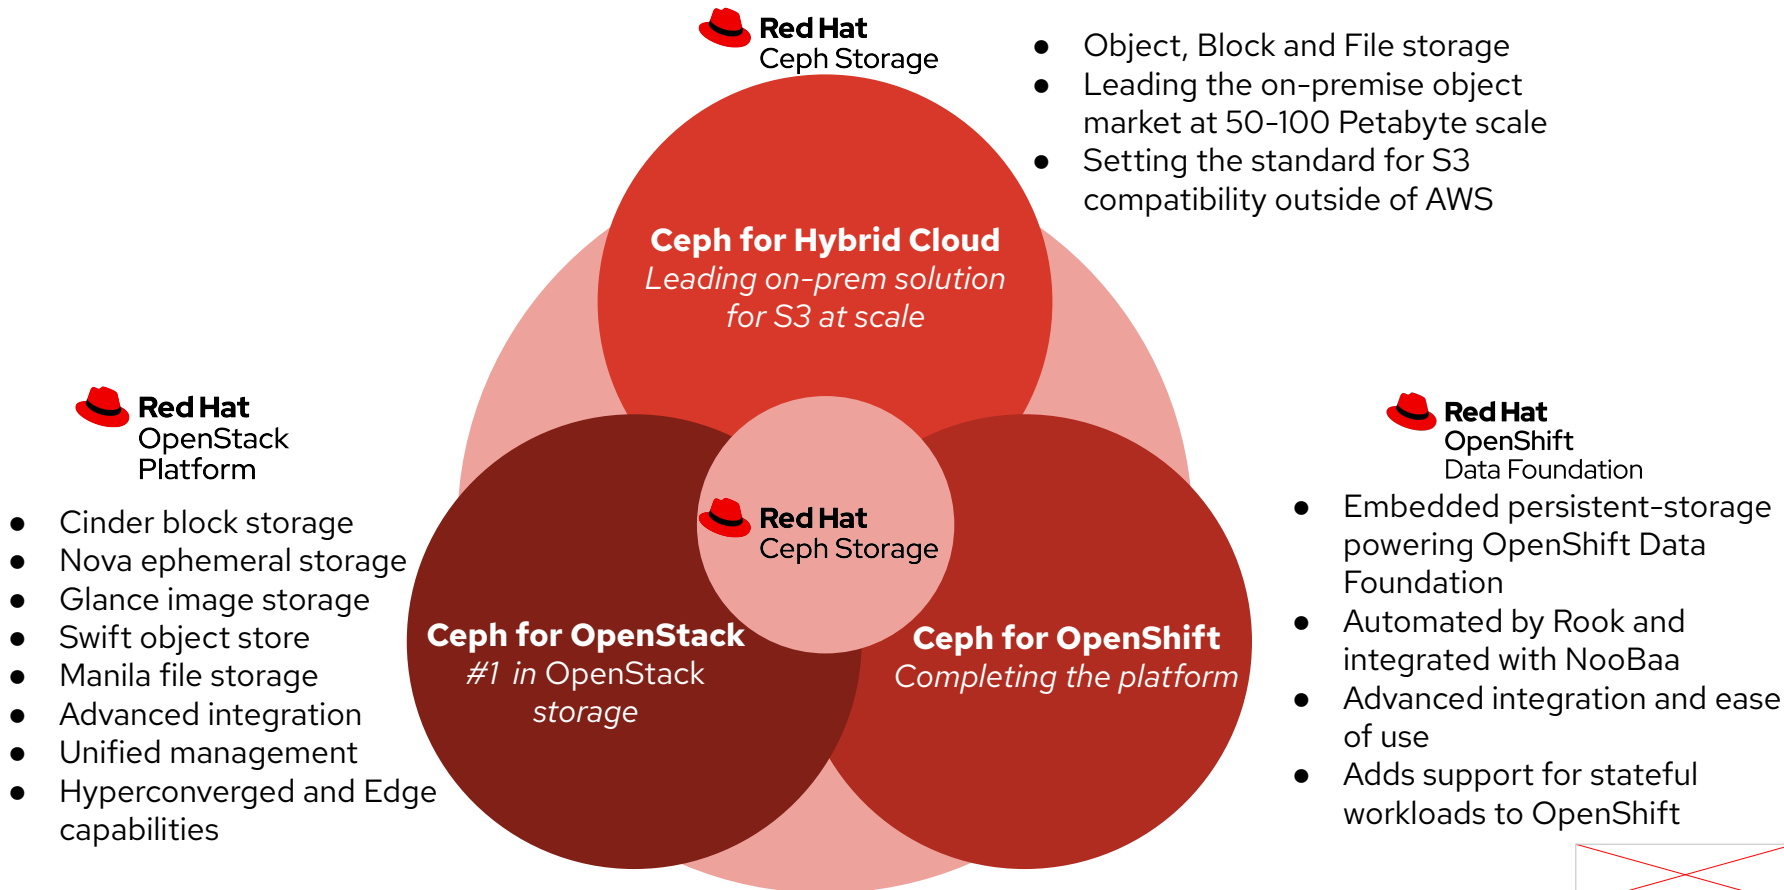 Red Hat
Ceph Storage
● Object, Block and File storage
● Leading the on-premise object
market at 50-100 Petabyte scale
● Setting the standard for S3
compatibility outside of AWS
Ceph for Hybrid Cloud
Leading on-prem solution
for S3 at scale
Red Hat
OpenStack
Platform
● Cinder block storage
● Nova ephemeral storage
● Glance image storage
● Swift object store
● Manila file storage
● Advanced integration
● Unified management
● Hyperconverged and Edge
capabilities
Red Hat
Ceph Storage
Ceph for OpenStack
#1 in OpenStack
storage
Ceph for OpenShift
Completing the platform
Red Hat
OpenShift
Data Foundation
● Embedded persistent-storage
powering OpenShift Data
Foundation
● Automated by Rook and
integrated with NooBaa
● Advanced integration and ease
of use
● Adds support for stateful
workloads to OpenShift